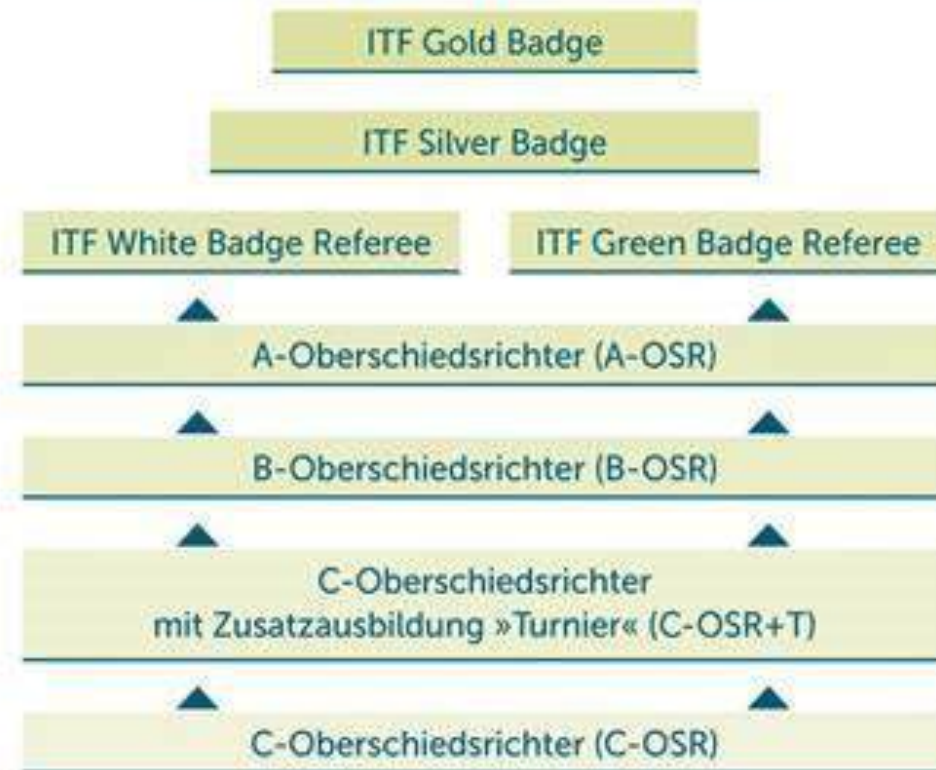 ITF Gold Badge
ITF Silver Badge
ITF White Badge Referee
ITF Green Badge Referee
A-Oberschiedsrichter (A-OSR)
B-Oberschiedsrichter (B-OSR)
C-Oberschiedsrichter
mit Zusatzausbildung »Turnier« (C-OSR+T)
C-Oberschiedsrichter (C-OSR)